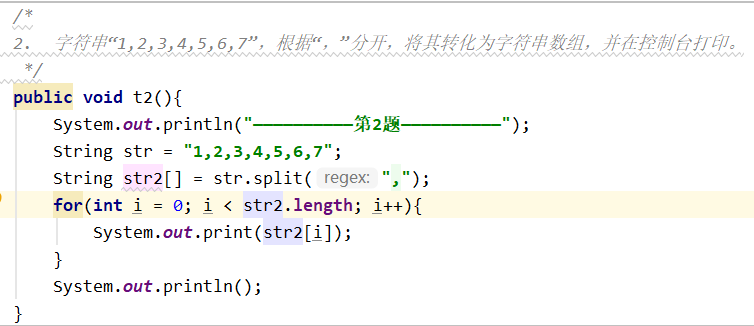 /*
2. 字符串“1,2,3,4,5,6,7”，根据“，”分开，将其转化为字符串数组，并在控制台打印。
*/
public void t2(){
System.out.println("——————————第2题——————————");
String str = "1,2,3,4,5,6,7";
String str2[] = str.split( regex: ",");
for(int i = 0; i < str2.length; i++){
System.out.print(str2[i]);
}
System.out.println();
}